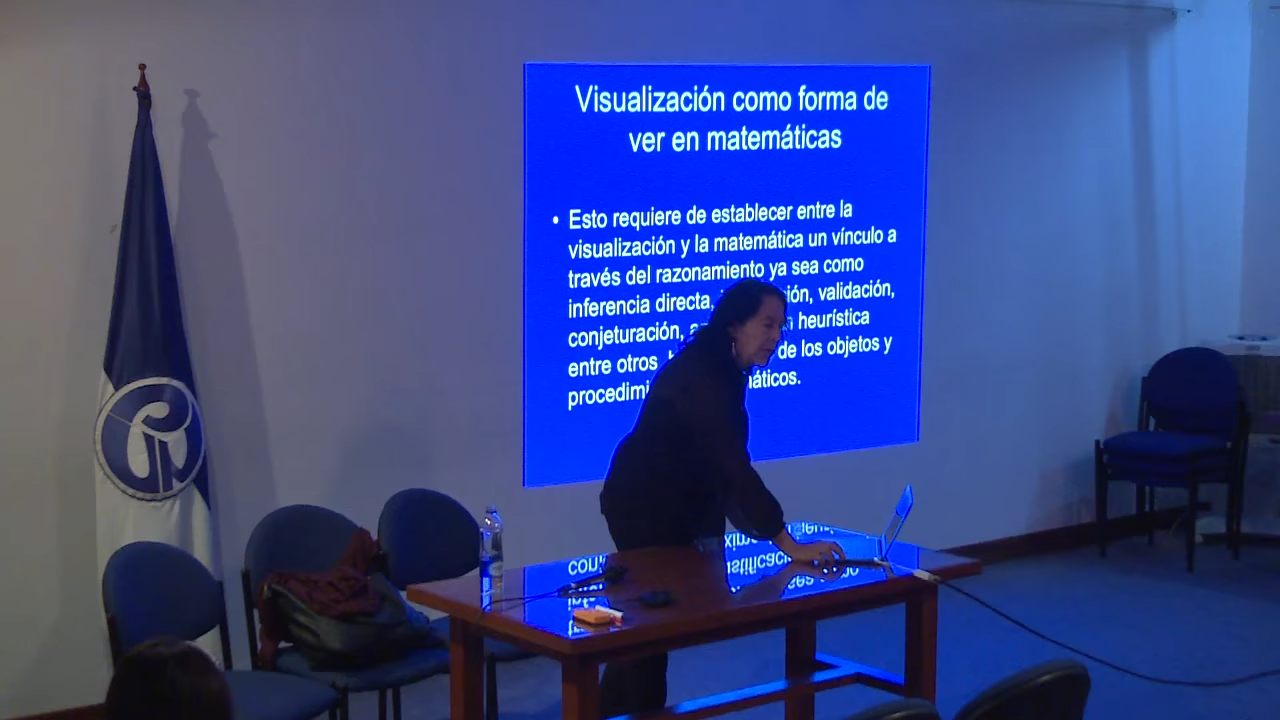 Visualización como forma de
ver en matemáticas
• Esto requiere de establecer entre la
visualización y la matemática un vínculo a
través del razonamiento ya sea como
inferencia directa, ción, validación,
conjeturación, heurística
entre otros de los objetos y
procedimi áticos.